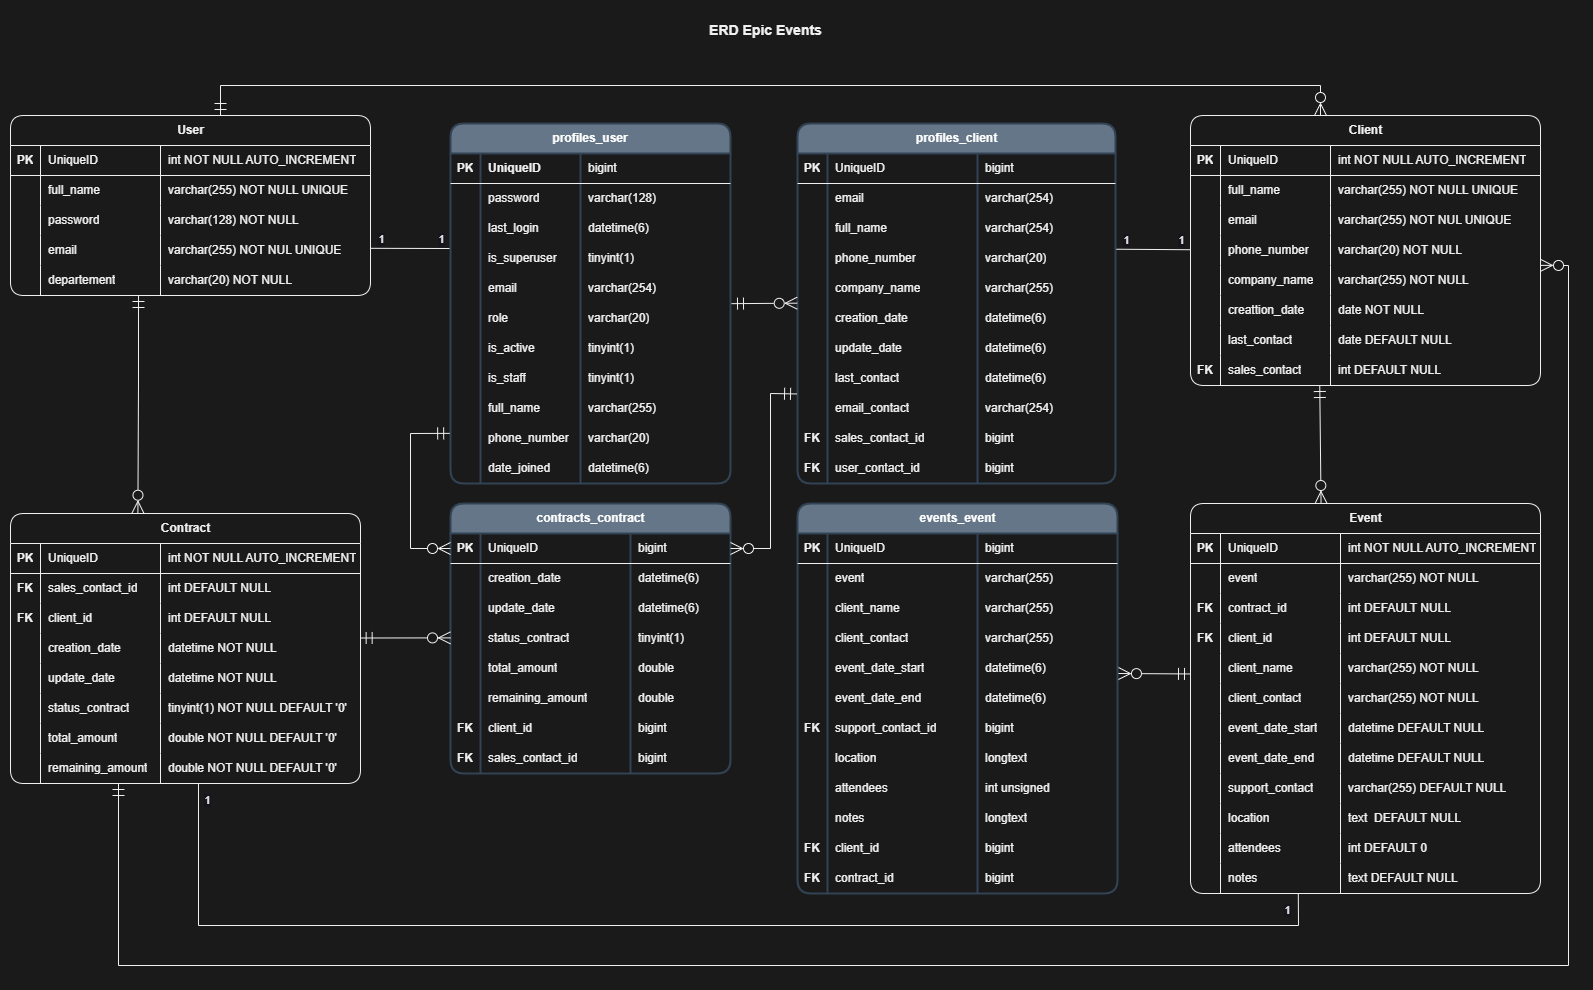 ERD Epic Events
User
PK UniqueID int NOT NULL AUTO_INCREMENT
full_name varchar(255) NOT NULL UNIQUE
password varchar(128) NOT NULL
email varchar(255) NOT NUL UNIQUE
departement varchar(20) NOT NULL
1 1
profiles_user
PK UniqueID bigint
password varchar(128)
last_login datetime(6)
is_superuser tinyint(1)
email varchar(254)
role varchar(20)
is_active tinyint(1)
is_staff tinyint(1)
full_name varchar(255)
phone_number varchar(20)
date_joined datetime(6)
profiles_client
PK UniqueID bigint
email varchar(254)
full_name varchar(254)
phone_number varchar(20)
company_name varchar(255)
creation_date datetime(6)
update_date datetime(6)
last_contact datetime(6)
email_contact varchar(254)
FK sales_contact_id bigint
FK user_contact_id bigint
1 1
Client
PK UniqueID int NOT NULL AUTO_INCREMENT
full_name varchar(255) NOT NULL UNIQUE
email varchar(255) NOT NUL UNIQUE
phone_number varchar(20) NOT NULL
company_name varchar(255) NOT NULL
creattion_date date NOT NULL
last_contact date DEFAULT NULL
FK sales_contact int DEFAULT NULL
Contract
PK UniqueID int NOT NULL AUTO_INCREMENT
FK sales_contact_id int DEFAULT NULL
FK client_id int DEFAULT NULL
creation_date datetime NOT NULL
update_date datetime NOT NULL
status_contract tinyint(1) NOT NULL DEFAULT '0'
total_amount double NOT NULL DEFAULT '0'
remaining_amount double NOT NULL DEFAULT '0'
1
contracts_contract
PK UniqueID bigint
creation_date datetime(6)
update_date datetime(6)
status_contract tinyint(1)
total_amount double
remaining_amount double
FK client_id bigint
FK sales_contact_id bigint
events_event
PK UniqueID bigint
event varchar(255)
client_name varchar(255)
client_contact varchar(255)
event_date_start datetime(6)
event_date_end datetime(6)
FK support_contact_id bigint
location longtext
attendees int unsigned
notes longtext
FK client_id bigint
FK contract_id bigint
Event
PK UniqueID int NOT NULL AUTO_INCREMENT
event varchar(255) NOT NULL
FK contract_id int DEFAULT NULL
FK client_id int DEFAULT NULL
client_name varchar(255) NOT NULL
client_contact varchar(255) NOT NULL
event_date_start datetime DEFAULT NULL
event_date_end datetime DEFAULT NULL
support_contact varchar(255) DEFAULT NULL
location text DEFAULT NULL
attendees int DEFAULT 0
notes text DEFAULT NULL
1